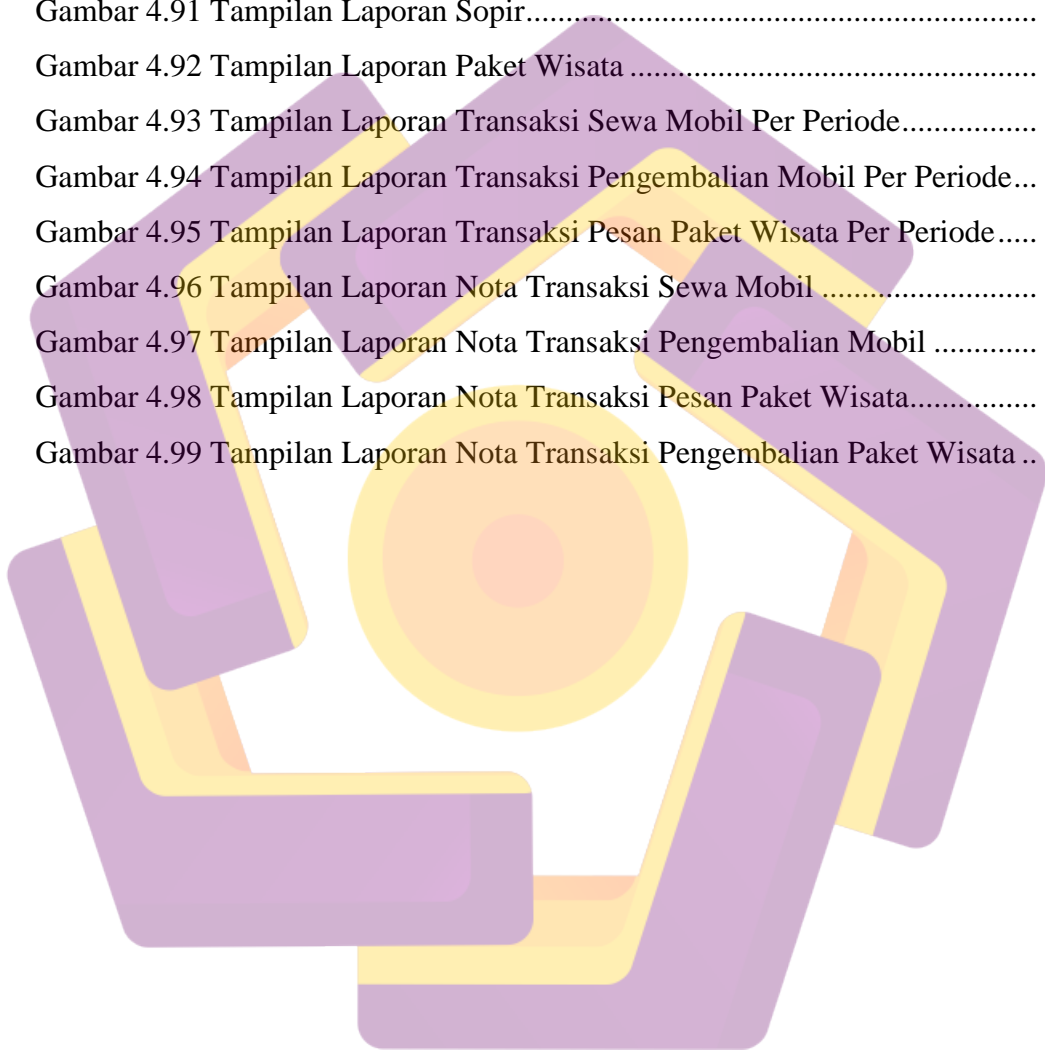 Gambar 4.91 Tampilan Laporan Sopir...............................................................
Gambar 4.92 Tampilan Laporan Paket Wisata ..................................................
Gambar 4.93 Tampilan Laporan Transaksi Sewa Mobil Per Periode................
Gambar 4.94 Tampilan Laporan Transaksi Pengembalian Mobil Per Periode...
Gambar 4.95 Tampilan Laporan Transaksi Pesan Paket Wisata Per Periode.....
Gambar 4.96 Tampilan Laporan Nota Transaksi Sewa Mobil ..........................
Gambar 4.97 Tampilan Laporan Nota Transaksi Pengembalian Mobil .............
Gambar 4.98 Tampilan Laporan Nota Transaksi Pesan Paket Wisata...............
Gambar 4.99 Tampilan Laporan Nota Transaksi Pengembalian Paket Wisata ..